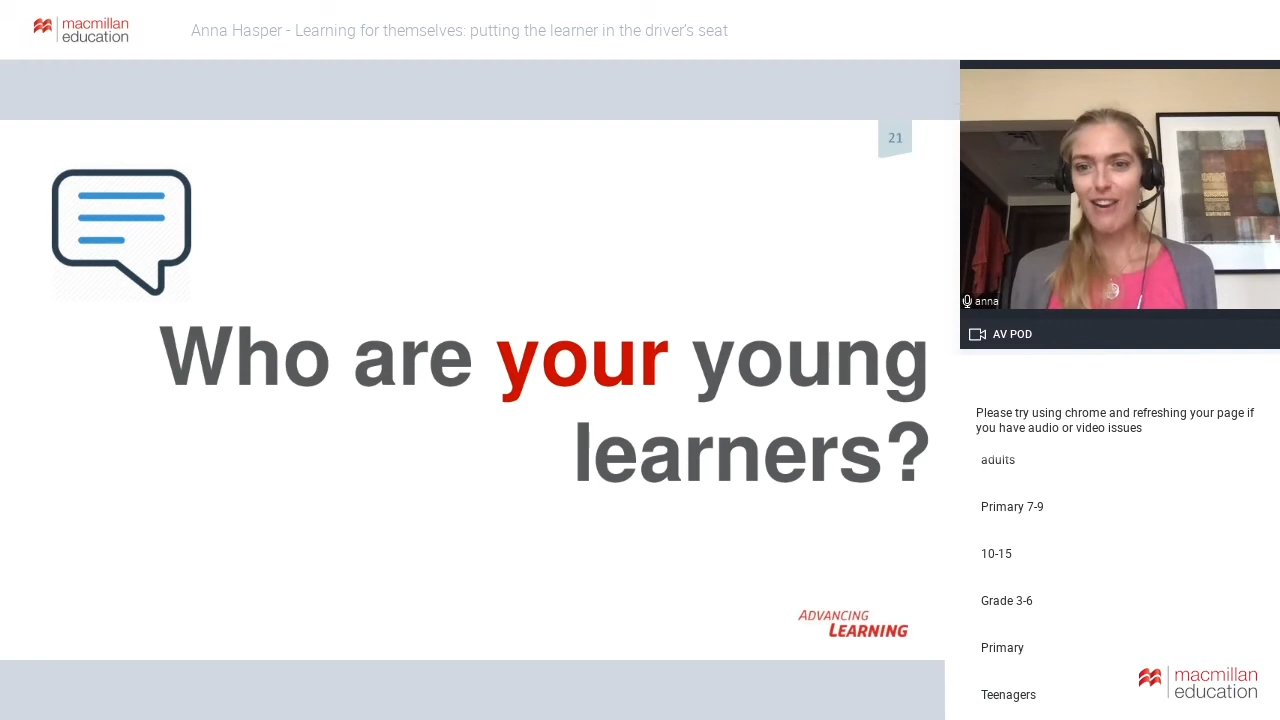 macmillan
education
Anna Hasper - Learning for themselves: putting the learner in the driver's seat
21
Who are your young
learners?
ADVANCING
LEARNING
anna
AV POD
Please try using chrome and refreshing your page if
you have audio or video issues
adults
Primary 7-9
10-15
Grade 3-6
Primary
Teenagers
macmillan
education